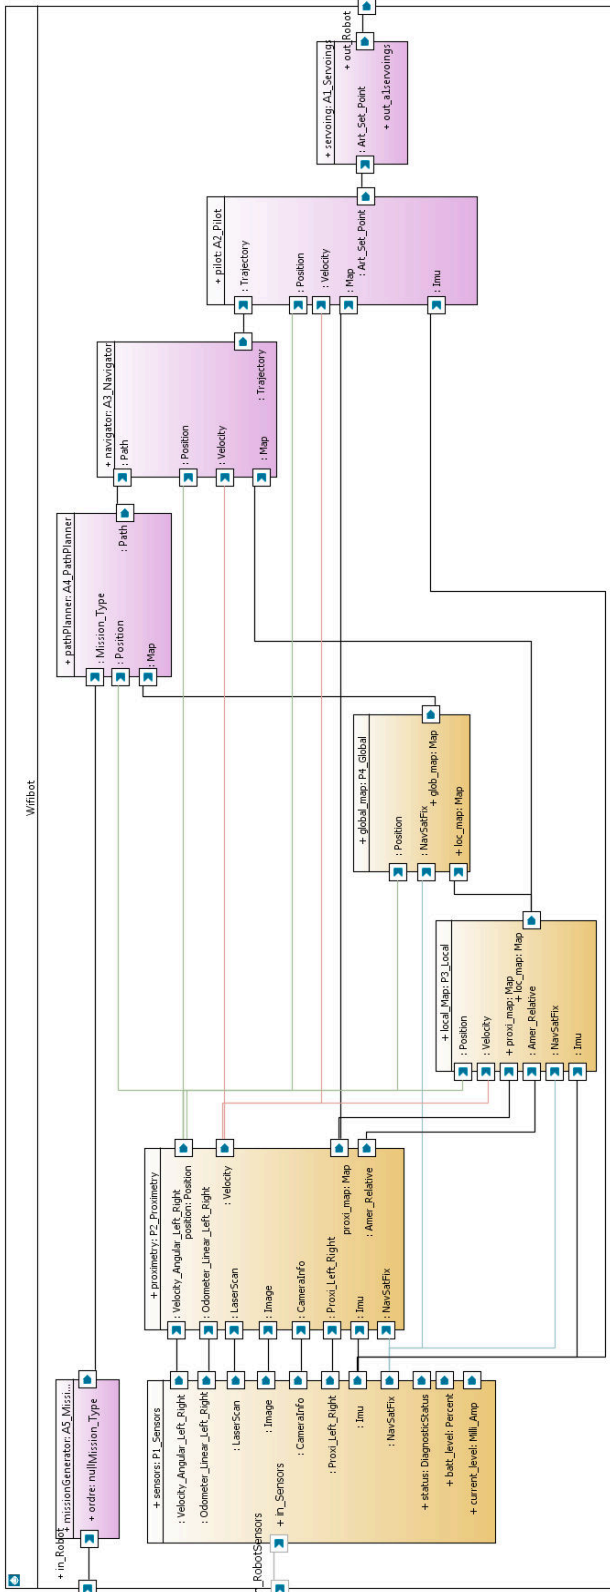 Wifibot
+ in_Robot
+ missionGenerator: A5_Missi...
+ ordre: nullMission_Type
_RobotSensors
+ sensors: P1_Sensors
: Velocity_Angular_Left_Right
: Odometer_Linear_Left_Right
: LaserScan
: Image
+ in_Sensors
: CameraInfo
: Proxi_Left_Right
: Imu
: NavSatFix
+ status: DiagnosticStatus
+ batt_level: Percent
+ current_level: Milli_Amp
+ proximetry: P2_Proximetry
: Velocity_Angular_Left_Right
position: Position
: Odometer_Linear_Left_Right
: Velocity
: LaserScan
: Image
: CameraInfo
: Proxi_Left_Right
proxi_map: Map
: Imu
: Amer_Relative
: NavSatFix
+ local_Map: P3_Local
: Position
: Velocity
+ proxi_map: Map
+ loc_map: Map
: Amer_Relative
: NavSatFix
: Imu
+ global_map: P4_Global
: Position
: NavSatFix
+ glob_map: Map
+ loc_map: Map
+ pathPlanner: A4_PathPlanner
: Mission_Type
: Position
: Path
: Map
+ navigator: A3_Navigator
: Path
: Position
: Velocity
: Map
: Trajectory
+ pilot: A2_Pilot
: Trajectory
: Position
: Velocity
: Map
: Art_Set_Point
: Imu
+ servoing: A1_Servoings
: Art_Set_Point
+ out_a1servoings
+ out_Robot